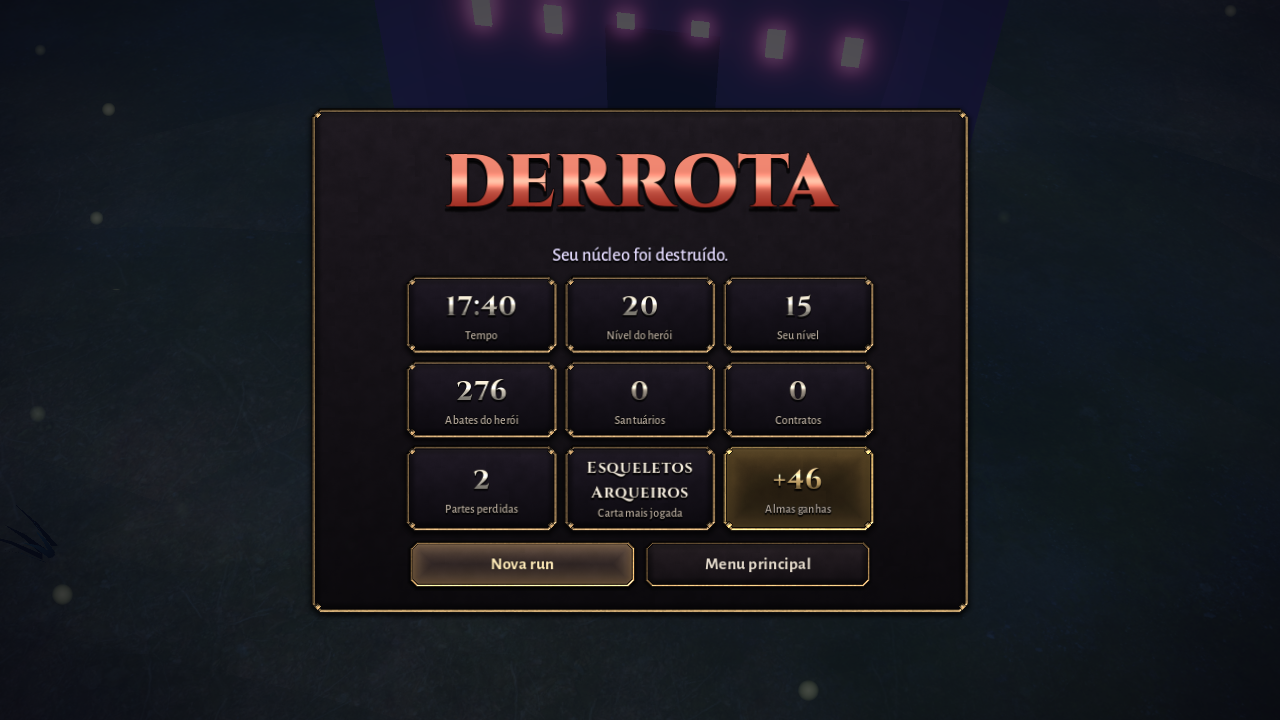 DERROTA
Seu núcleo foi destruído.
17:40
Tempo
20
Nível do herói
15
Seu nível
276
Abates do herói
0
Santuários
0
Contratos
2
Partes perdidas
Esqueletos
Arqueiros
Carta mais jogada
+46
Almas ganhas
Nova run
Menu principal